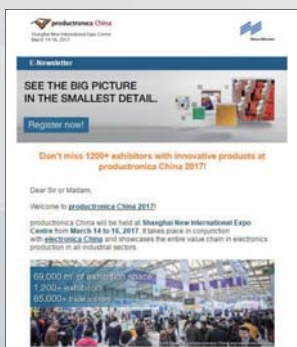 productronica China
Shanghai New International Expo Centre
March 14-16, 2017
Messe München
E-Newsletter
SEE THE BIG PICTURE
IN THE SMALLEST DETAIL.
Register now!
Don't miss 1200+ exhibitors with innovative products at
productronica China 2017!
Dear Sir or Madam,
Welcome to productronica China 2017!
productronica China will be held at Shanghai New International Expo
Centre from March 14 to 16, 2017. It takes place in conjunction
with electronica China and showcases the entire value chain in electronics
production in all industrial sectors.
69,000 m² of exhibition space
1,200+ exhibitors
65,000+ trade visitors